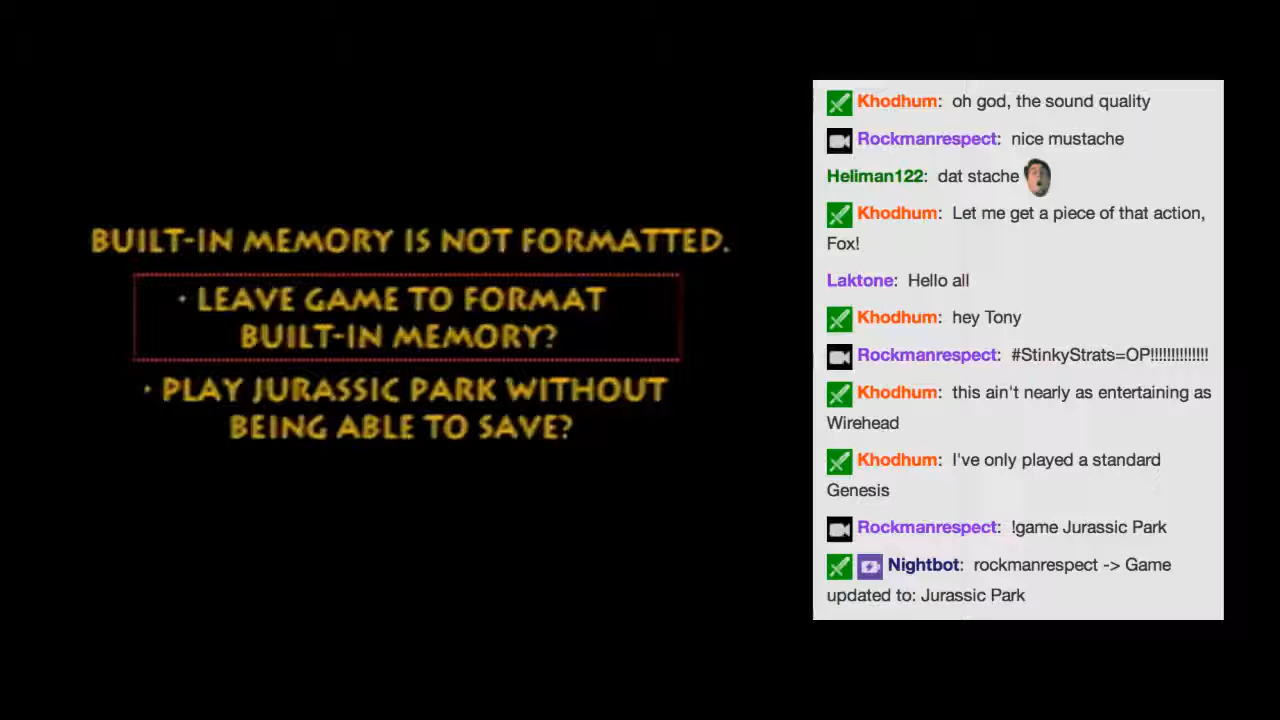 BUILT-IN MEMORY IS NOT FORMATTED.
· LEAVE GAME TO FORMAT
BUILT-IN MEMORY?
· PLAY JURASSIC PARK WITHOUT
BEING ABLE TO SAVE?
Khodhum: oh god, the sound quality
Rockmanrespect: nice mustache
Heliman122: dat stache
Khodhum: Let me get a piece of that action,
Fox!
Laktone: Hello all
Khodhum: hey Tony
Rockmanrespect: #StinkyStrats=OP!!!!!!!!!!!!!!
Khodhum: this ain't nearly as entertaining as
Wirehead
Khodhum: I've only played a standard
Genesis
Rockmanrespect: !game Jurassic Park
Nightbot: rockmanrespect -> Game
updated to: Jurassic Park